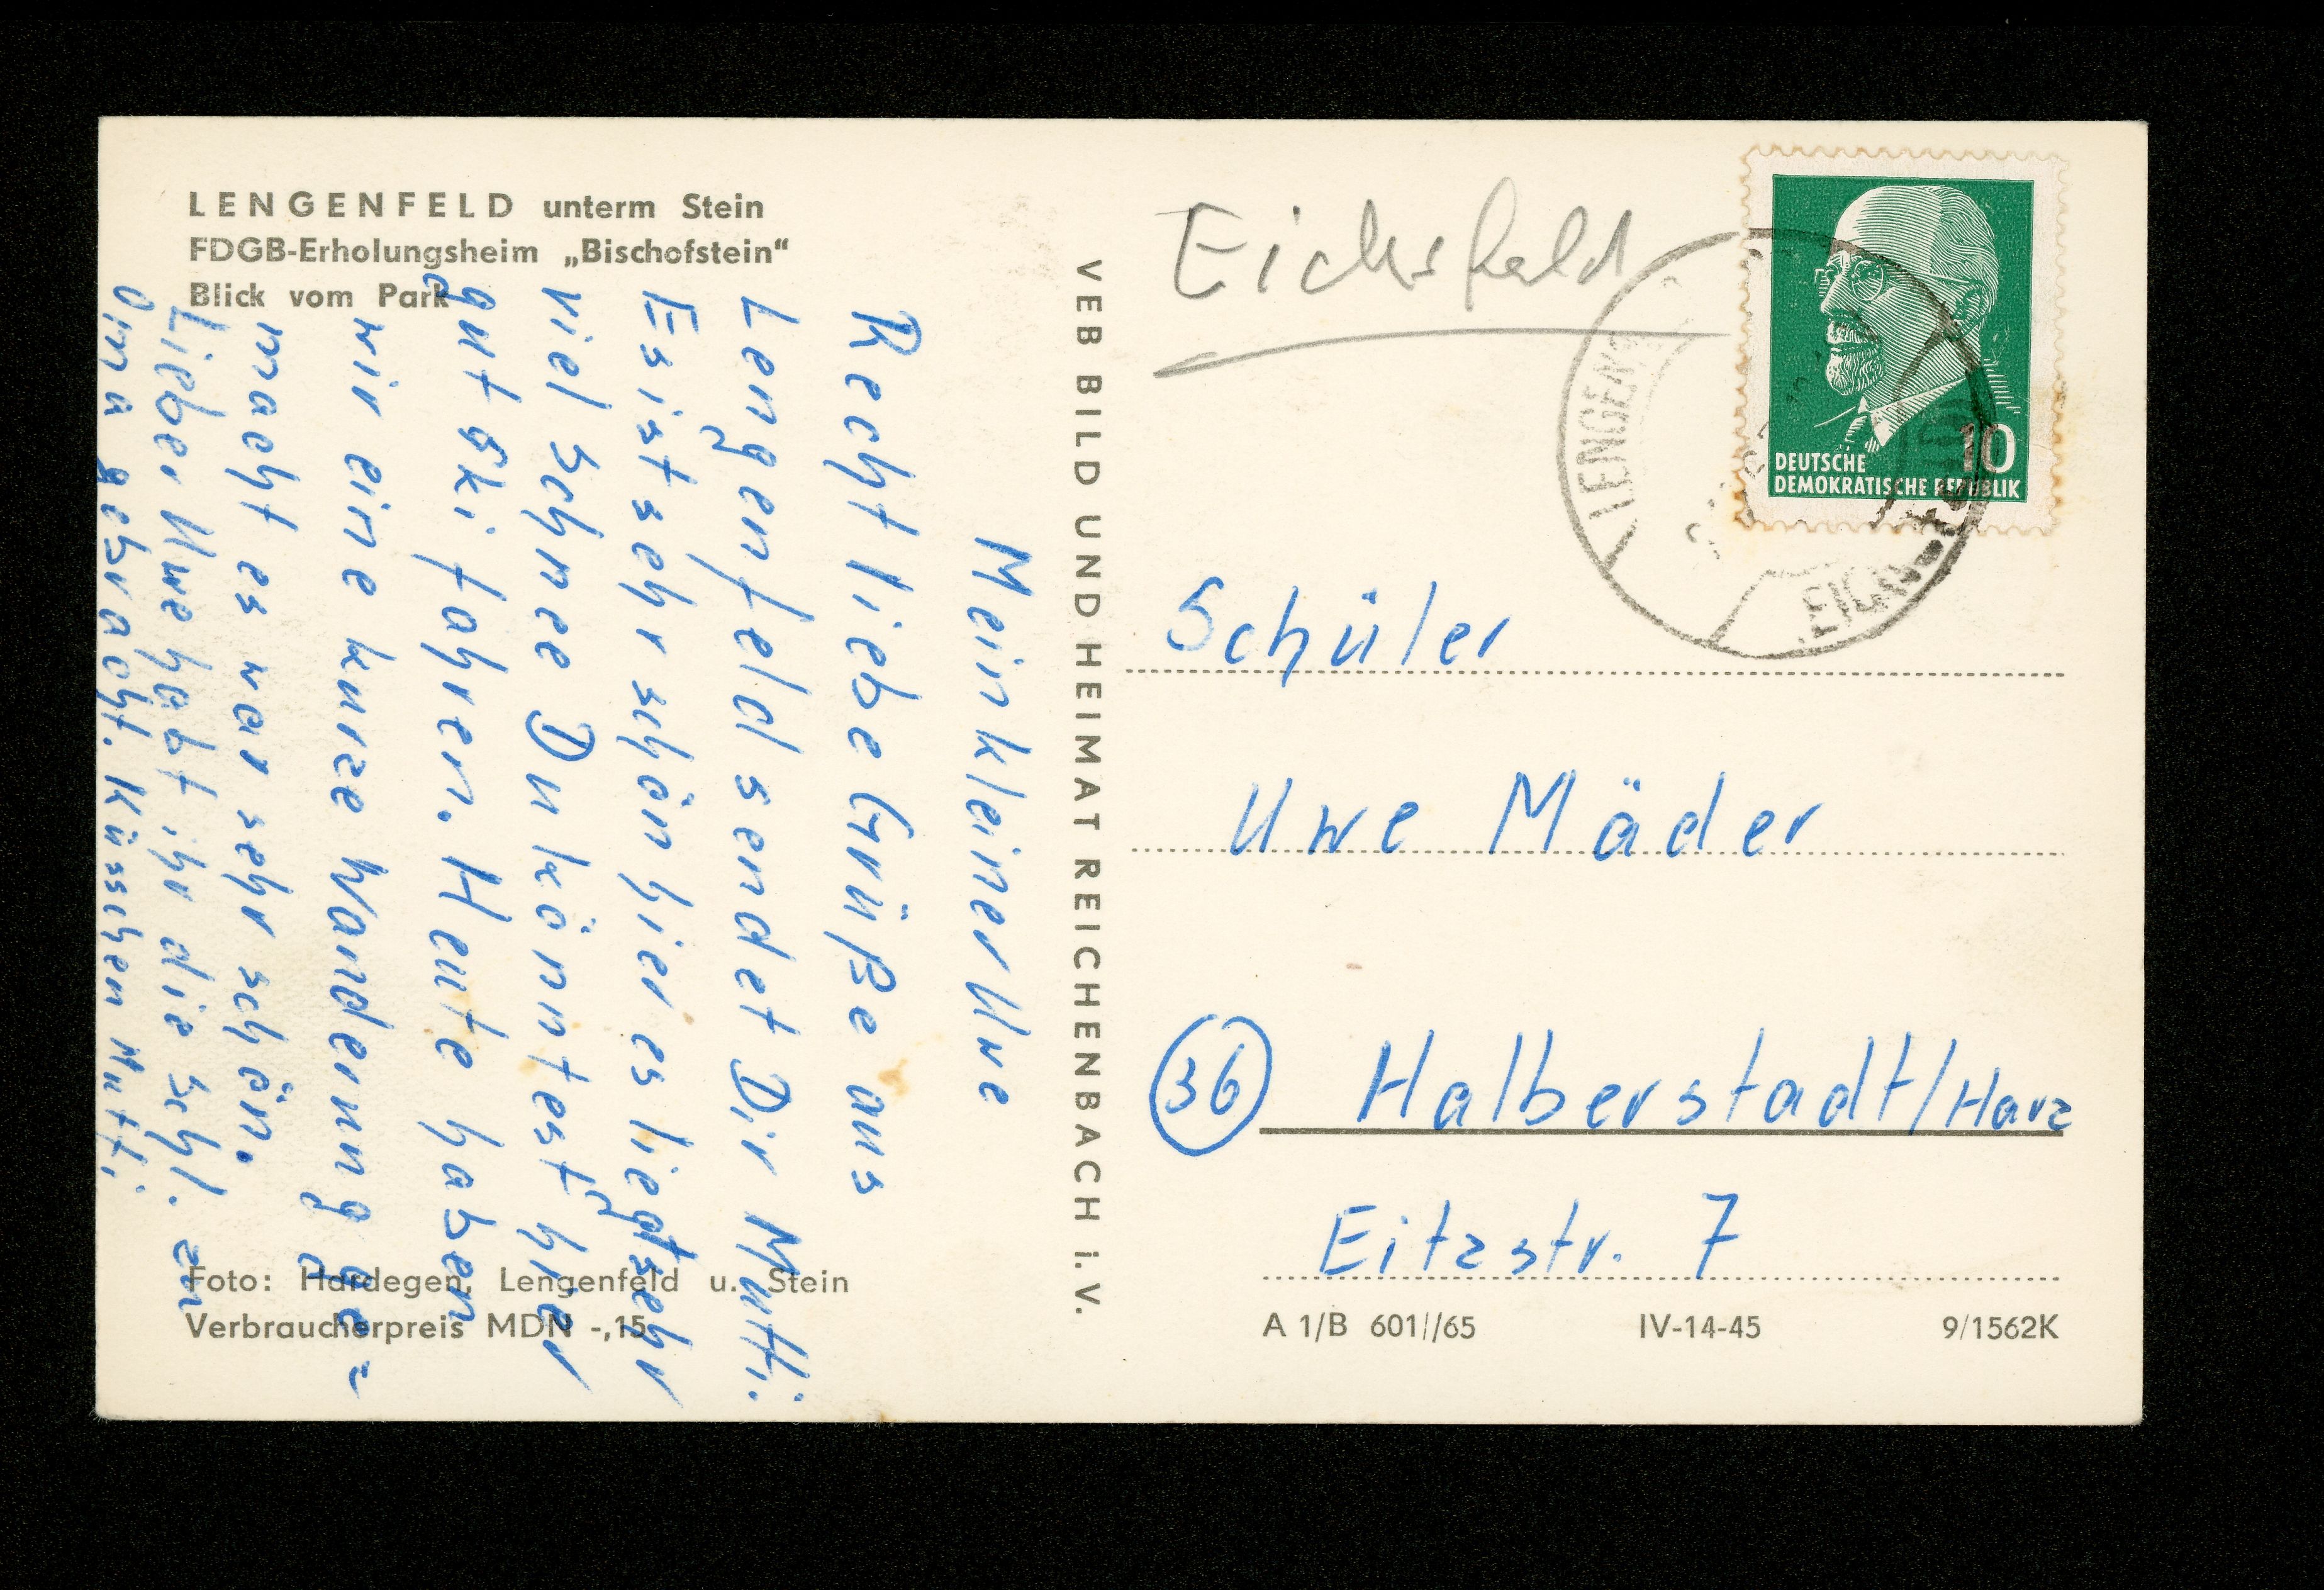 LENGENFELD unterm Stein
FDGB-Erholungsheim „Bischofstein“
Blick vom Park
Mein kleiner Uwe
Recht liebe Grüße aus
Lengenfeld sendet Dir Mutti.
Es ist sehr schön hier es liegt sehr
viel Schnee Du könntest hier
gut Ski fahren. Heute haben
wir eine kurze Wanderung ge=
macht es war sehr schön.
Lieber Uwe habt ihr die Schl. zu
Oma gebracht. Küsschen Mutti
Foto: Hardegen, Lengenfeld u. Stein
Verbraucherpreis MDN -,15
VEB BILD UND HEIMAT REICHENBACH i. V.
Eichsfeld
DEUTSCHE
DEMOKRATISCHE REPUBLIK
10
LENGENF
EICH
Schüler
Uwe Mäder
36 Halberstadt/Harz
Eitzstr. 7
A 1/B 601//65 IV-14-45 9/1562K